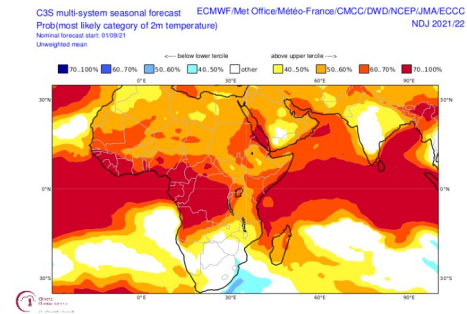 C3S multi-system seasonal forecast ECMWF/Met Office/Météo-France/CMCC/DWD/NCEP/JMA/ECCC
Prob(most likely category of 2m temperature) NDJ 2021/22
Nominal forecast start: 01/09/21
Unweighted mean
<---- below lower tercile above upper tercile ---->
70..100% 60..70% 50..60% 40..50% other 40..50% 50..60% 60..70% 70..100%
0°E 30°E 60°E 90°E
30°N 30°N
0°N 0°N
30°S 30°S
0°E 30°E 60°E 90°E